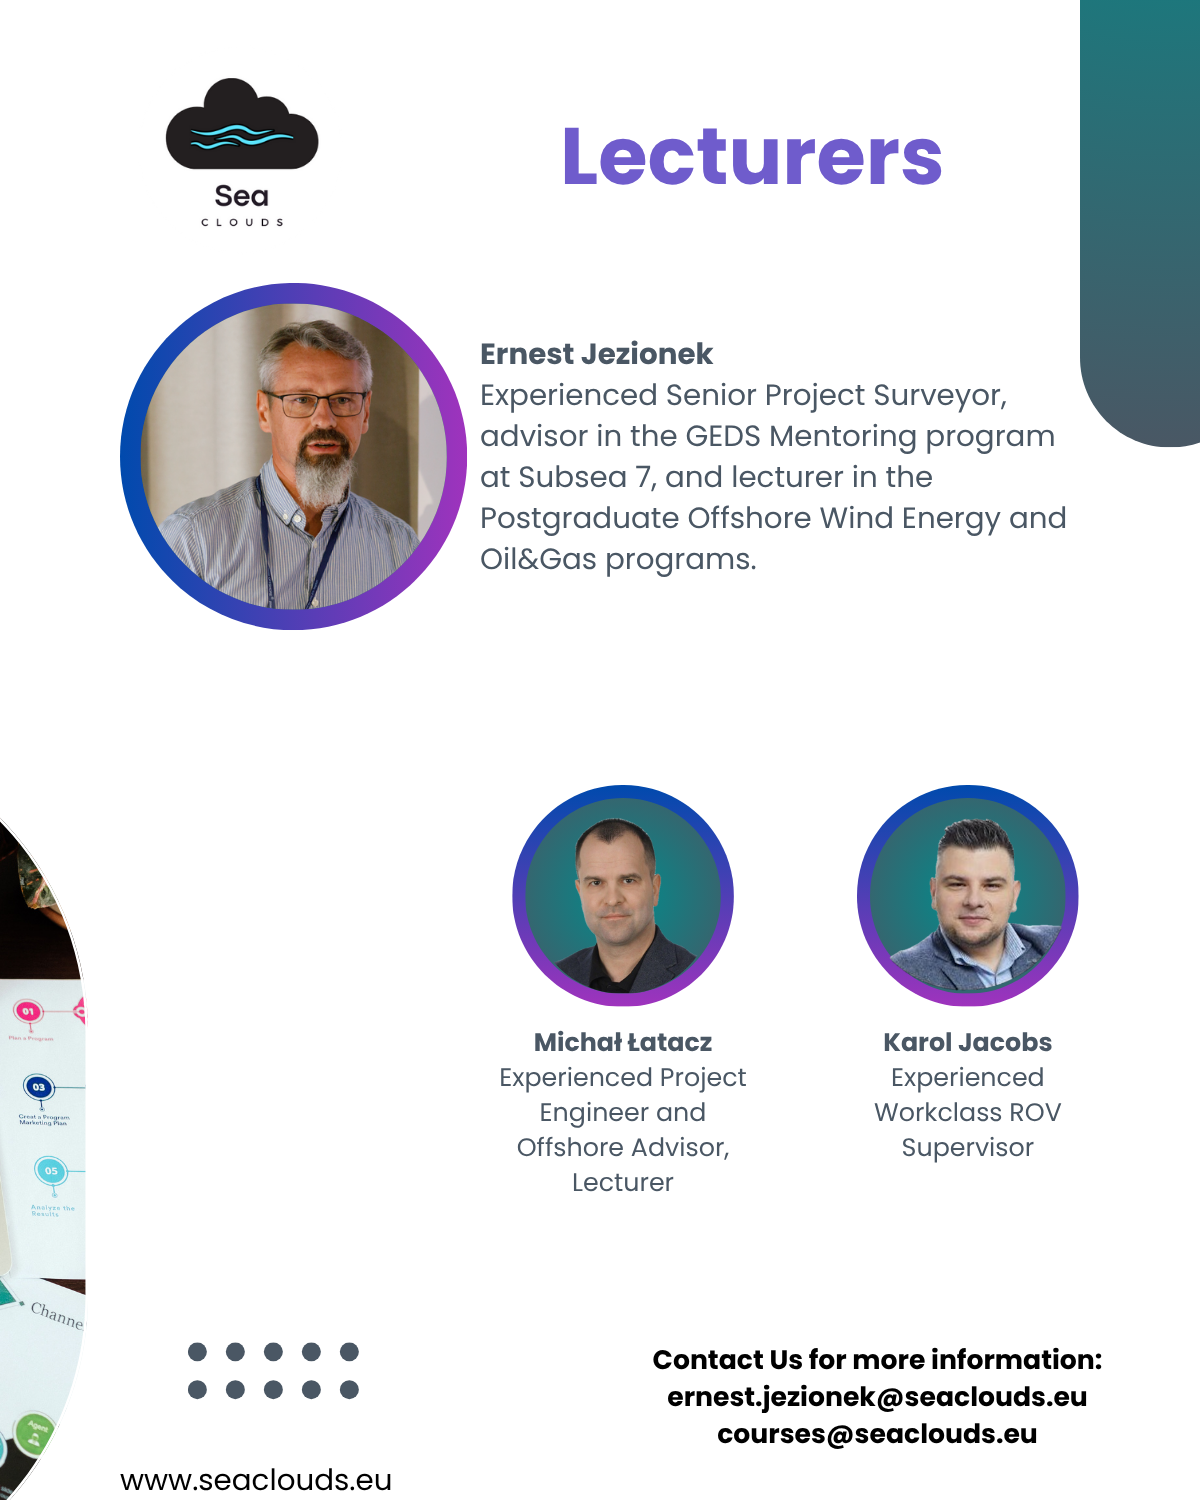 Sea
CLOUDS
Lecturers
Ernest Jezionek
Experienced Senior Project Surveyor,
advisor in the GEDS Mentoring program
at Subsea 7, and lecturer in the
Postgraduate Offshore Wind Energy and
Oil&Gas programs.
Michał Łatacz
Experienced Project
Engineer and
Offshore Advisor,
Lecturer
Karol Jacobs
Experienced
Workclass ROV
Supervisor
01
Plan a Program
03
Creat a Program
Marketing Plan
05
Analyze the
Results
Channe
Agent
Contact Us for more information:
ernest.jezionek@seaclouds.eu
courses@seaclouds.eu
www.seaclouds.eu